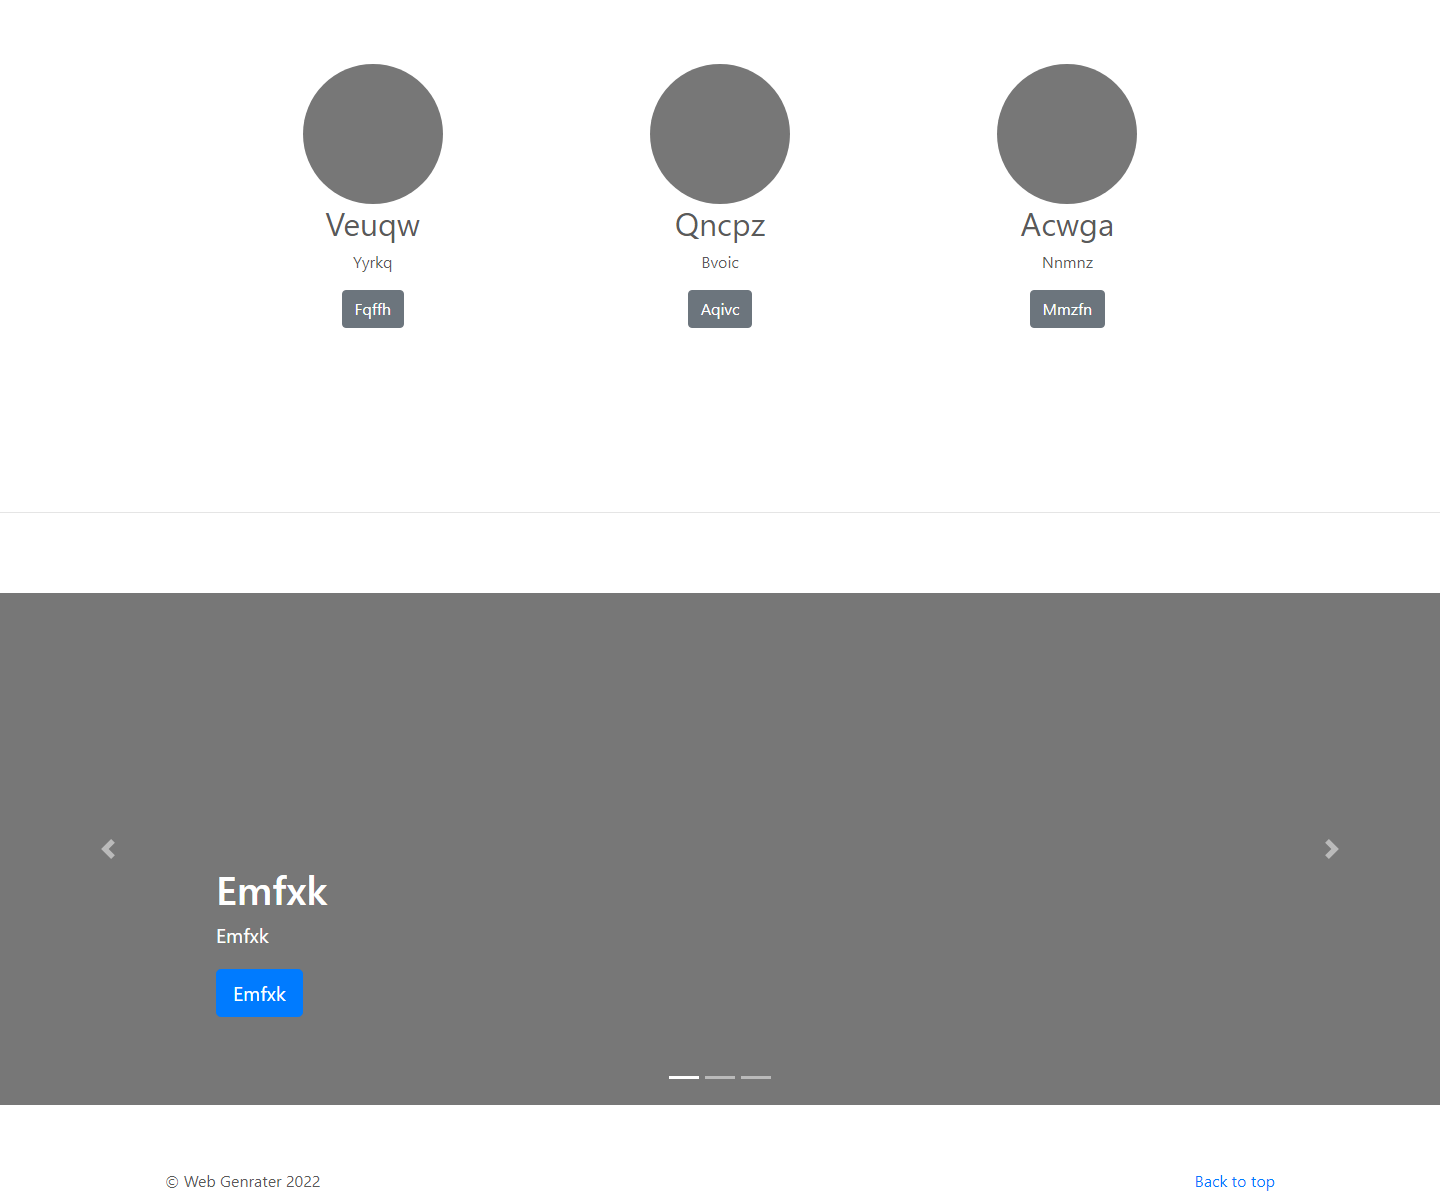 Veuqw
Yyrkq
Fqffh
Qncpz
Bvoic
Aqivc
Acwga
Nnmnz
Mmzfn
Emfxk
Emfxk
Emfxk
© Web Genrater 2022
Back to top